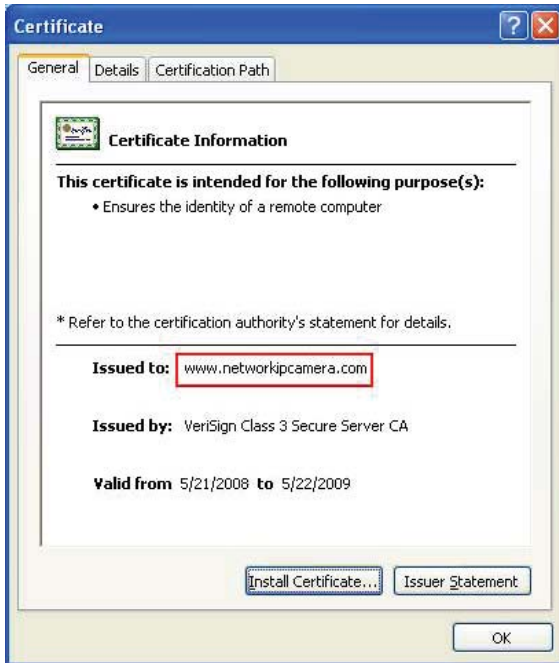 Certificate
General Details Certification Path
Certificate Information
This certificate is intended for the following purpose(s):
• Ensures the identity of a remote computer
* Refer to the certification authority's statement for details.
Issued to: www.networkipcamera.com
Issued by: VeriSign Class 3 Secure Server CA
Valid from 5/21/2008 to 5/22/2009
Install Certificate... Issuer Statement
OK